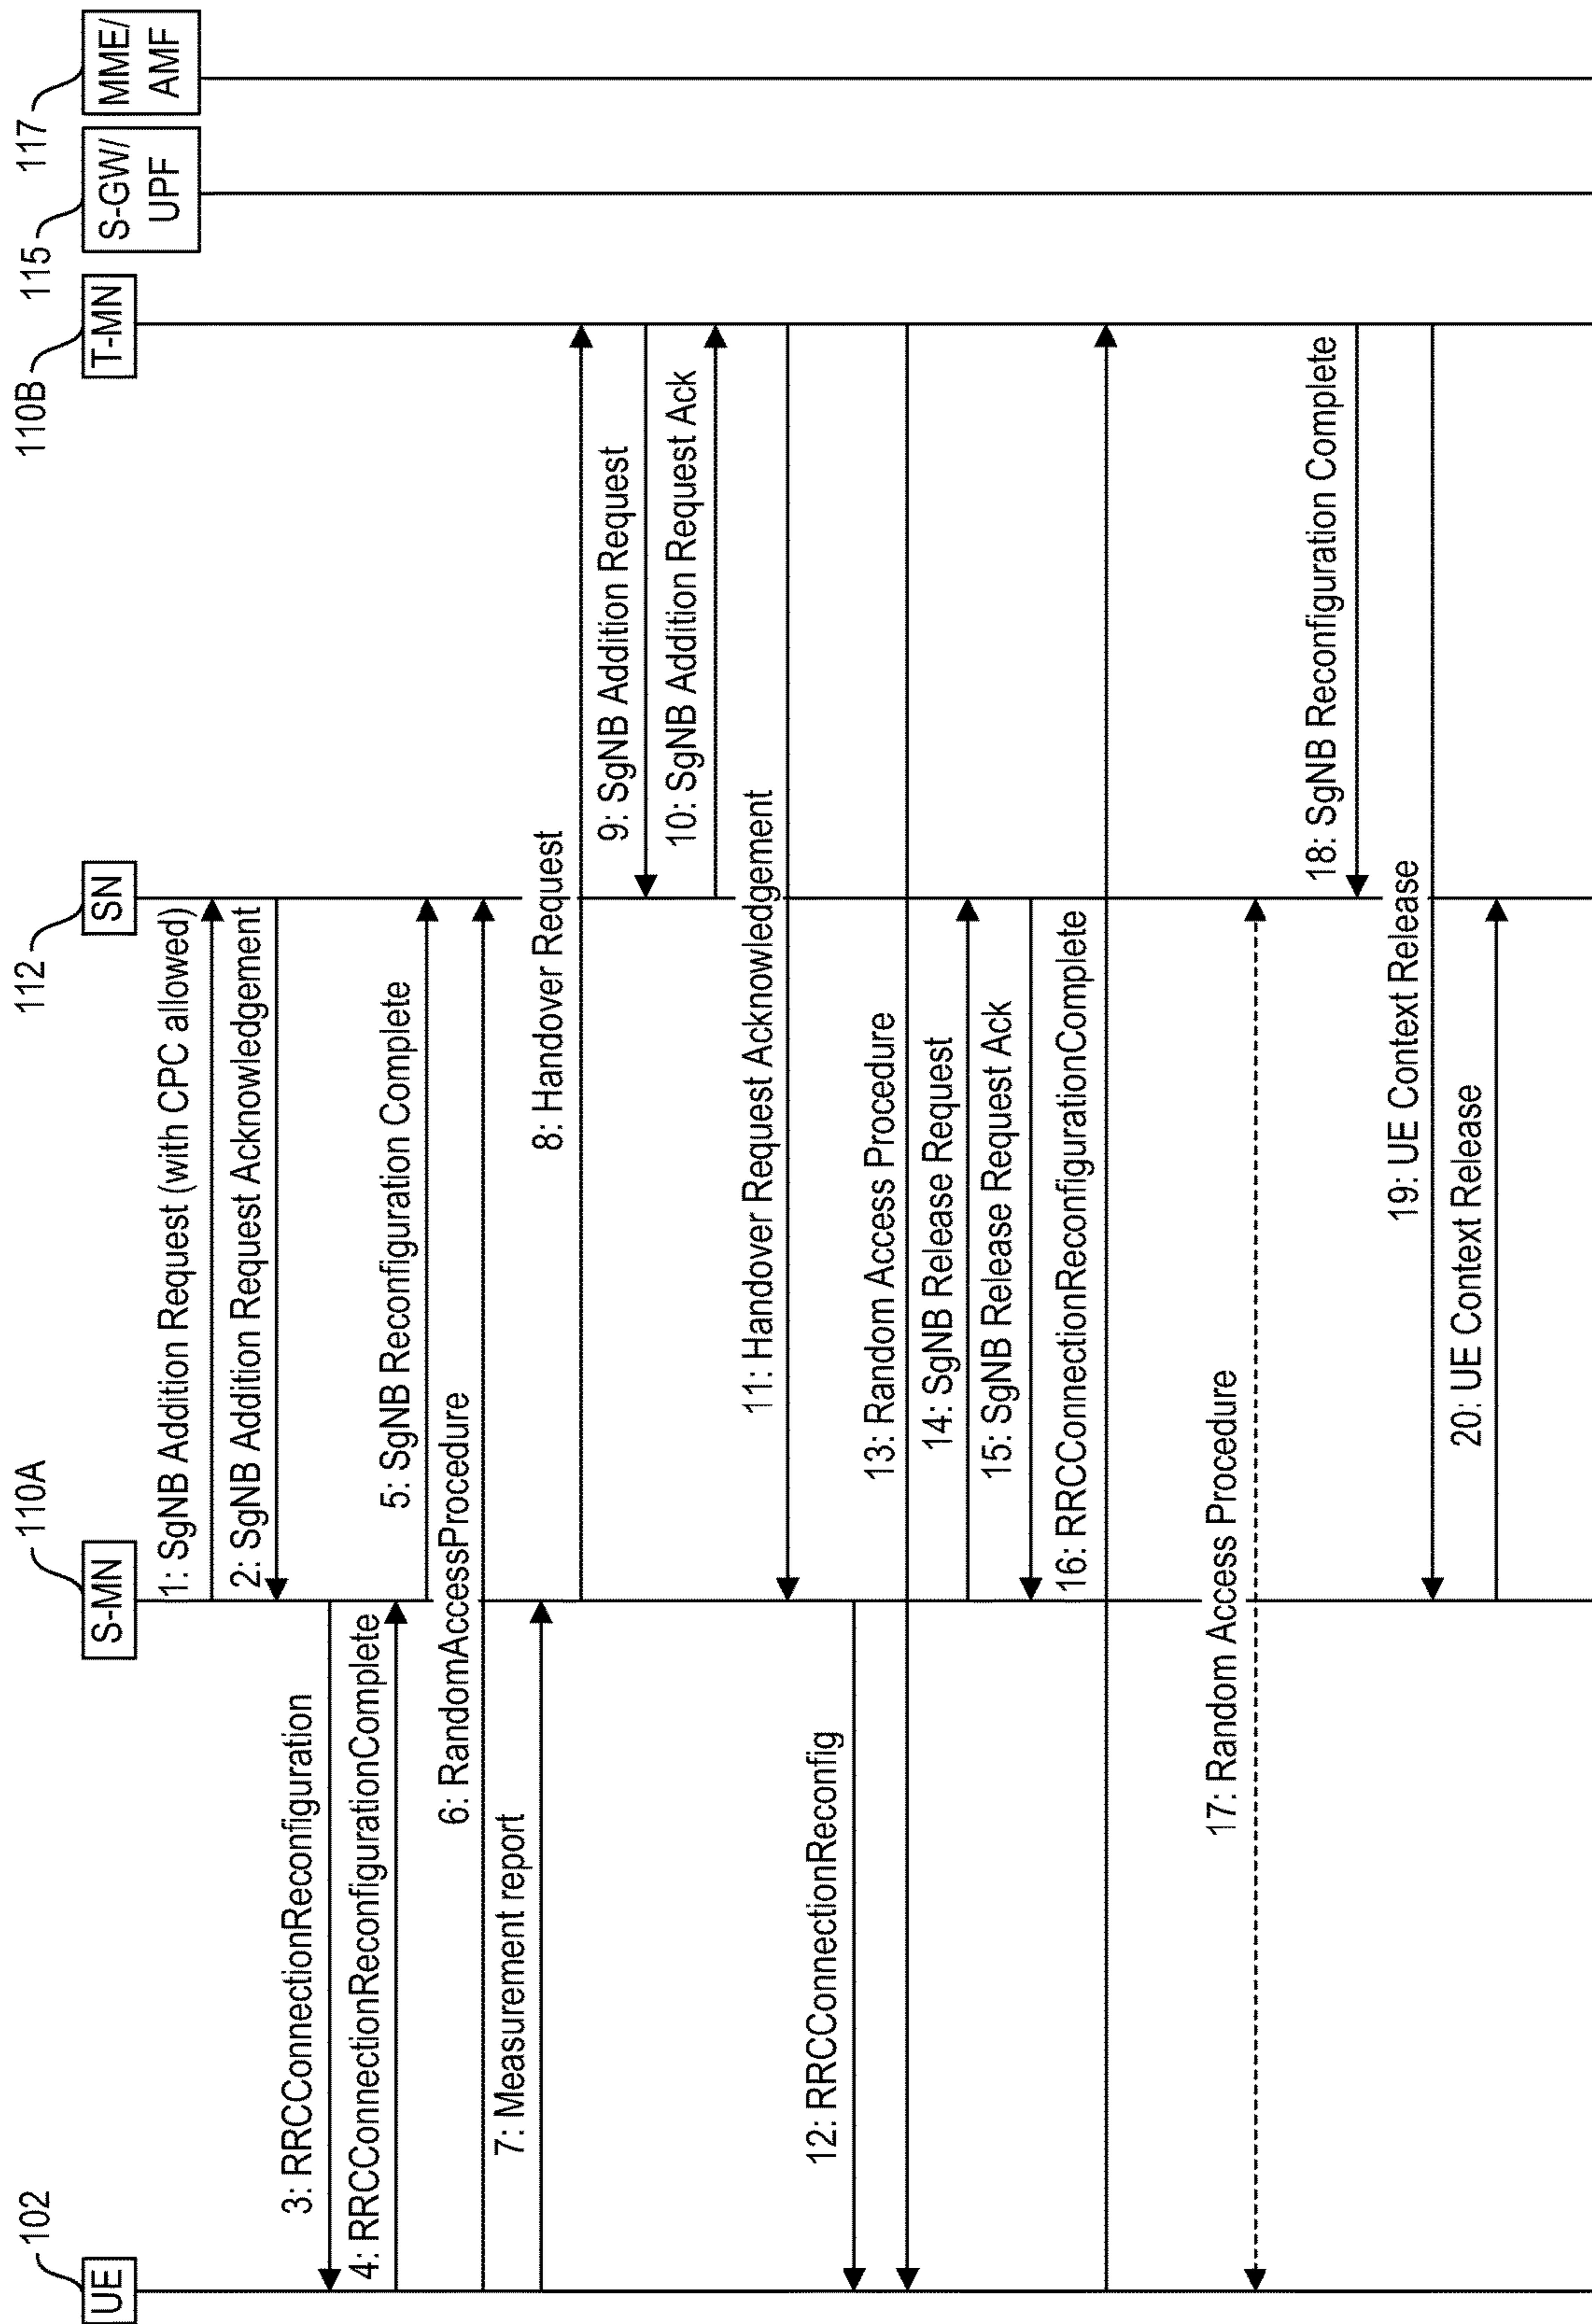 102
110A
112
110B
115
117
UE
S-MN
SN
T-MN
S-GW/
UPF
MME/
AMF
1: SgNB Addition Request (with CPC allowed)
2: SgNB Addition Request Acknowledgement
3: RRCConnectionReconfiguration
4: RRCConnectionReconfigurationComplete
5: SgNB Reconfiguration Complete
6: RandomAccessProcedure
7: Measurement report
8: Handover Request
9: SgNB Addition Request
10: SgNB Addition Request Ack
11: Handover Request Acknowledgement
12: RRCConnectionReconfig
13: Random Access Procedure
14: SgNB Release Request
15: SgNB Release Request Ack
16: RRCConnectionReconfigurationComplete
17: Random Access Procedure
18: SgNB Reconfiguration Complete
19: UE Context Release
20: UE Context Release